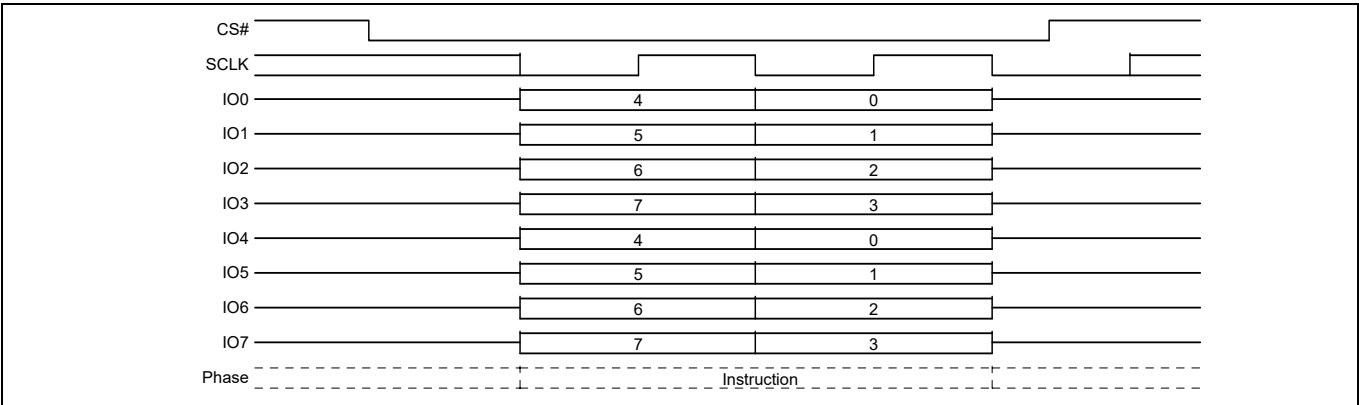 CS#
SCLK
IO0 4 0
IO1 5 1
IO2 6 2
IO3 7 3
IO4 4 0
IO5 5 1
IO6 6 2
IO7 7 3
Phase Instruction